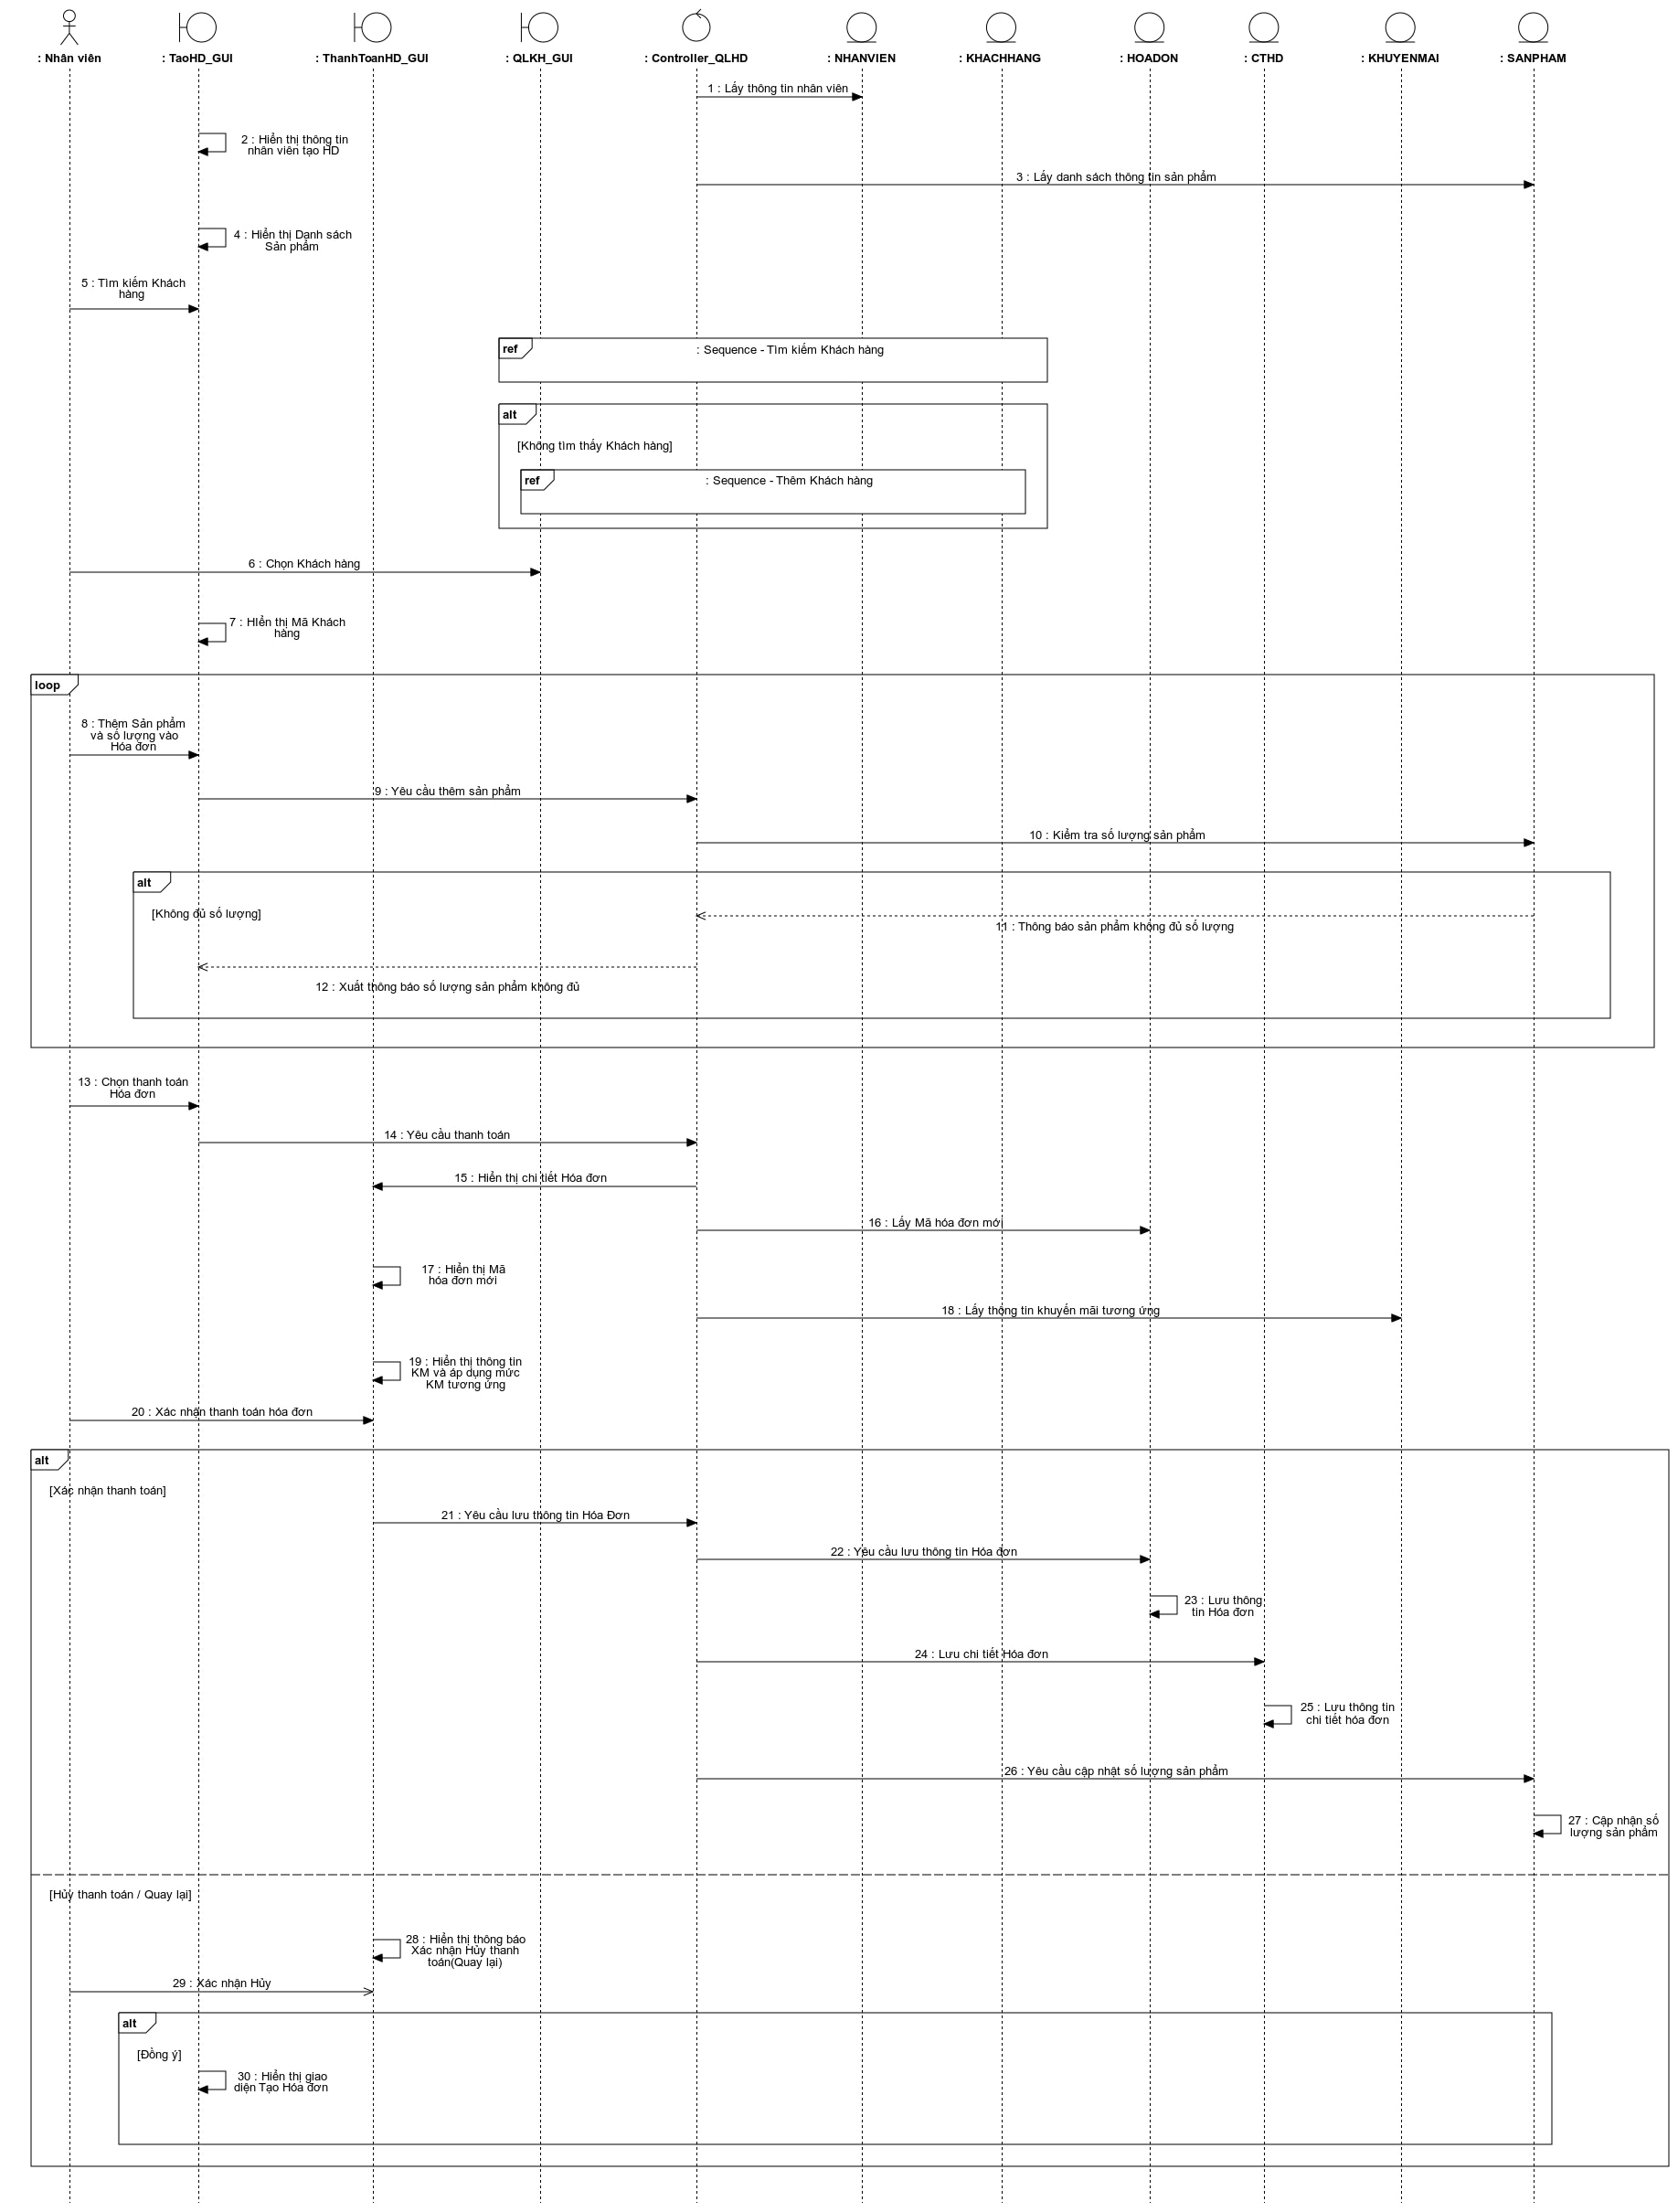 : Nhân viên
: TaoHD_GUI
: ThanhToanHD_GUI
: QLKH_GUI
: Controller_QLHD
: NHANVIEN
: KHACHHANG
: HOADON
: CTHD
: KHUYENMAI
: SANPHAM
1 : Lấy thông tin nhân viên
2 : Hiển thị thông tin
nhân viên tạo HD
3 : Lấy danh sách thông tin sản phẩm
4 : Hiển thị Danh sách
Sản phẩm
5 : Tìm kiếm Khách
hàng
ref
: Sequence - Tìm kiếm Khách hàng
alt
[Không tìm thấy Khách hàng]
ref
: Sequence - Thêm Khách hàng
6 : Chọn Khách hàng
7 : HIển thị Mã Khách
hàng
loop
8 : Thêm Sản phẩm
và số lượng vào
Hóa đơn
9 : Yêu cầu thêm sản phẩm
10 : Kiểm tra số lượng sản phẩm
alt
[Không đủ số lượng]
11 : Thông báo sản phẩm không đủ số lượng
12 : Xuất thông báo số lượng sản phẩm không đủ
13 : Chọn thanh toán
Hóa đơn
14 : Yêu cầu thanh toán
15 : Hiển thị chi tiết Hóa đơn
16 : Lấy Mã hóa đơn mới
17 : Hiển thị Mã
hóa đơn mới
18 : Lấy thông tin khuyến mãi tương ứng
19 : Hiển thị thông tin
KM và áp dụng mức
KM tương ứng
20 : Xác nhận thanh toán hóa đơn
alt
[Xác nhận thanh toán]
21 : Yêu cầu lưu thông tin Hóa Đơn
22 : Yêu cầu lưu thông tin Hóa đơn
23 : Lưu thông
tin Hóa đơn
24 : Lưu chi tiết Hóa đơn
25 : Lưu thông tin
chi tiết hóa đơn
26 : Yêu cầu cập nhật số lượng sản phẩm
27 : Cập nhận số
lượng sản phẩm
[Hủy thanh toán / Quay lại]
28 : Hiển thị thông báo
Xác nhận Hủy thanh
toán(Quay lại)
29 : Xác nhận Hủy
alt
[Đồng ý]
30 : Hiển thị giao
diện Tạo Hóa đơn